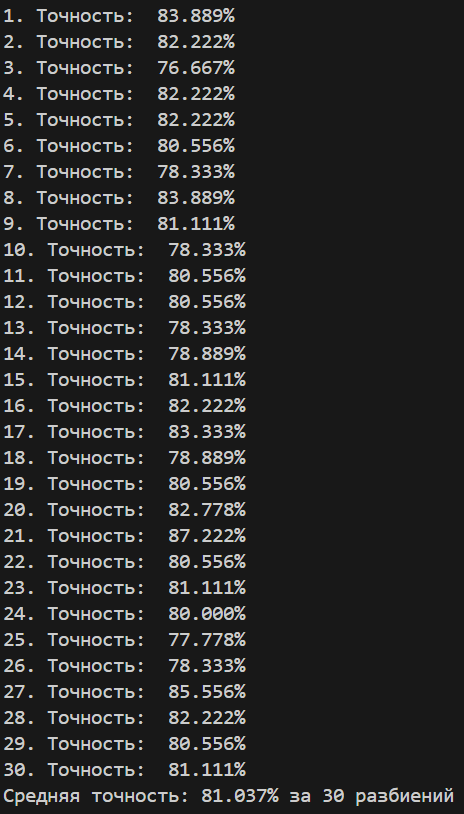 1. Точность:  83.889%
2. Точность:  82.222%
3. Точность:  76.667%
4. Точность:  82.222%
5. Точность:  82.222%
6. Точность:  80.556%
7. Точность:  78.333%
8. Точность:  83.889%
9. Точность:  81.111%
10. Точность:  78.333%
11. Точность:  80.556%
12. Точность:  80.556%
13. Точность:  78.333%
14. Точность:  78.889%
15. Точность:  81.111%
16. Точность:  82.222%
17. Точность:  83.333%
18. Точность:  78.889%
19. Точность:  80.556%
20. Точность:  82.778%
21. Точность:  87.222%
22. Точность:  80.556%
23. Точность:  81.111%
24. Точность:  80.000%
25. Точность:  77.778%
26. Точность:  78.333%
27. Точность:  85.556%
28. Точность:  82.222%
29. Точность:  80.556%
30. Точность:  81.111%
Средняя точность: 81.037% за 30 разбиений